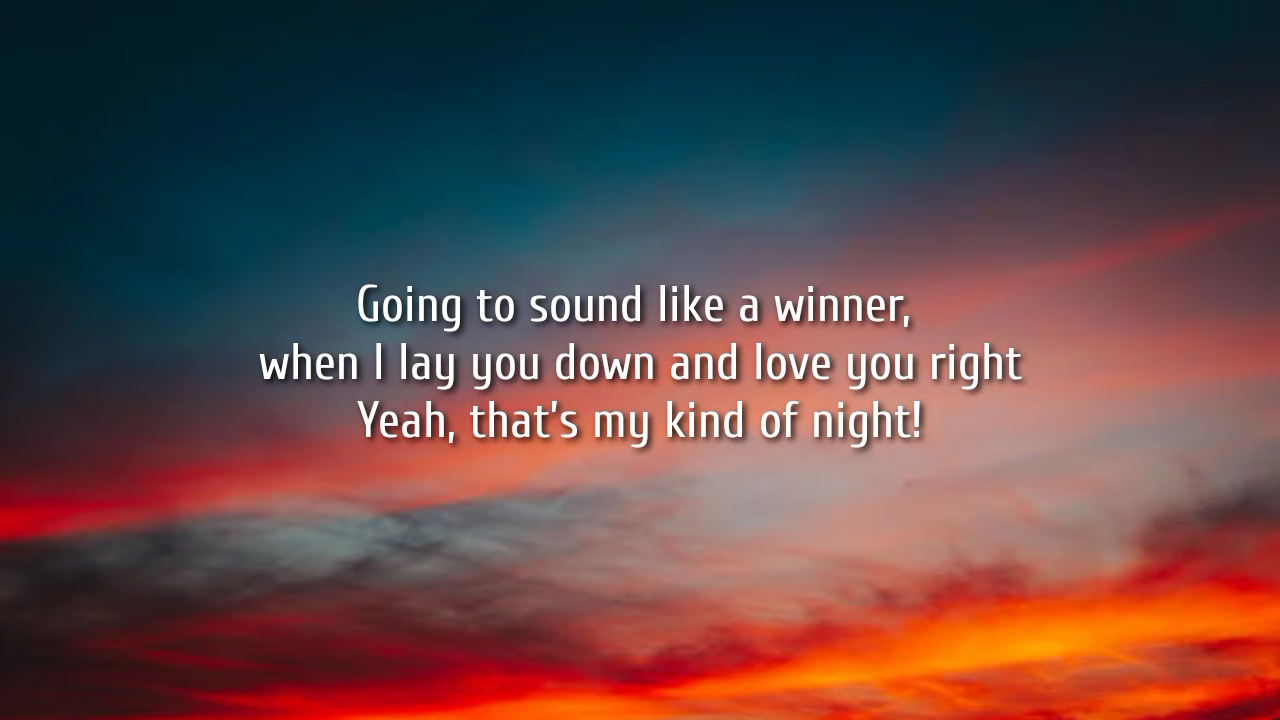 Going to sound like a winner,
when I lay you down and love you right
Yeah, that's my kind of night!